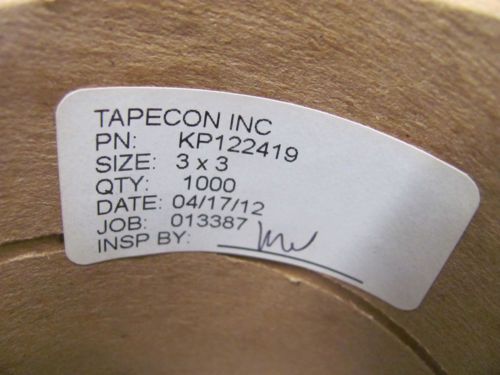 TAPECON INC
PN: KP122419
SIZE: 3 x 3
QTY: 1000
DATE: 04/17/12
JOB: 013387
INSP BY: